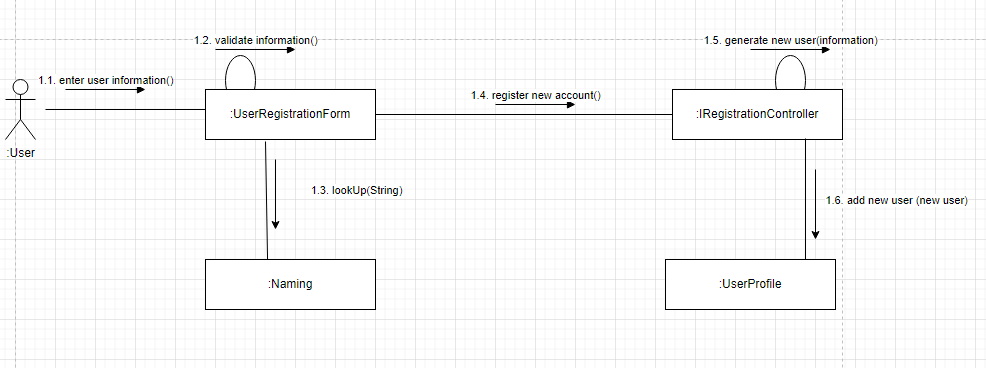 1.2. validate information()
1.5. generate new user(information)
1.1. enter user information()
1.4. register new account()
:UserRegistrationForm
:IRegistrationController
:User
1.3. lookUp(String)
1.6. add new user (new user)
:Naming
:UserProfile